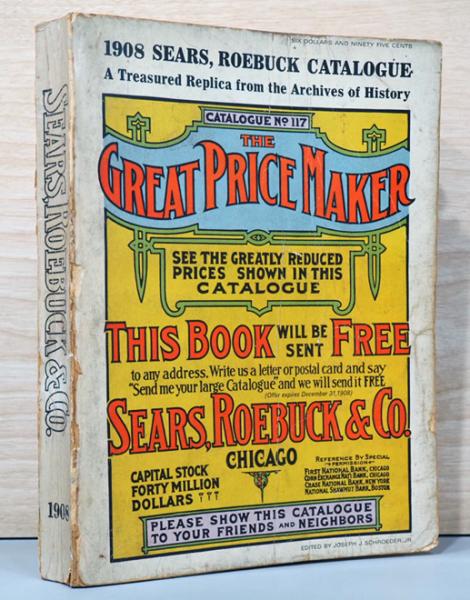 SIX DOLLARS AND NINETY FIVE CENTS
1908 SEARS, ROEBUCK CATALOGUE
A Treasured Replica from the Archives of History
CATALOGUE No 117
THE
GREAT PRICE MAKER
SEE THE GREATLY REDUCED
PRICES SHOWN IN THIS
CATALOGUE
THIS BOOK WILL BE SENT FREE
to any address. Write us a letter or postal card and say
"Send me your large Catalogue" and we will send it FREE
(Offer expires December 31, 1908)
SEARS, ROEBUCK & CO.
CHICAGO
CAPITAL STOCK
FORTY MILLION
DOLLARS
REFERENCE BY SPECIAL
PERMISSION
FIRST NATIONAL BANK, CHICAGO
CORN EXCHANGE NAT'L BANK, CHICAGO
CHASE NATIONAL BANK, NEW YORK
NATIONAL SHAWMUT BANK, BOSTON
PLEASE SHOW THIS CATALOGUE
TO YOUR FRIENDS AND NEIGHBORS
EDITED BY JOSEPH J. SCHROEDER, JR.
SEARS, ROEBUCK & CO.
1908